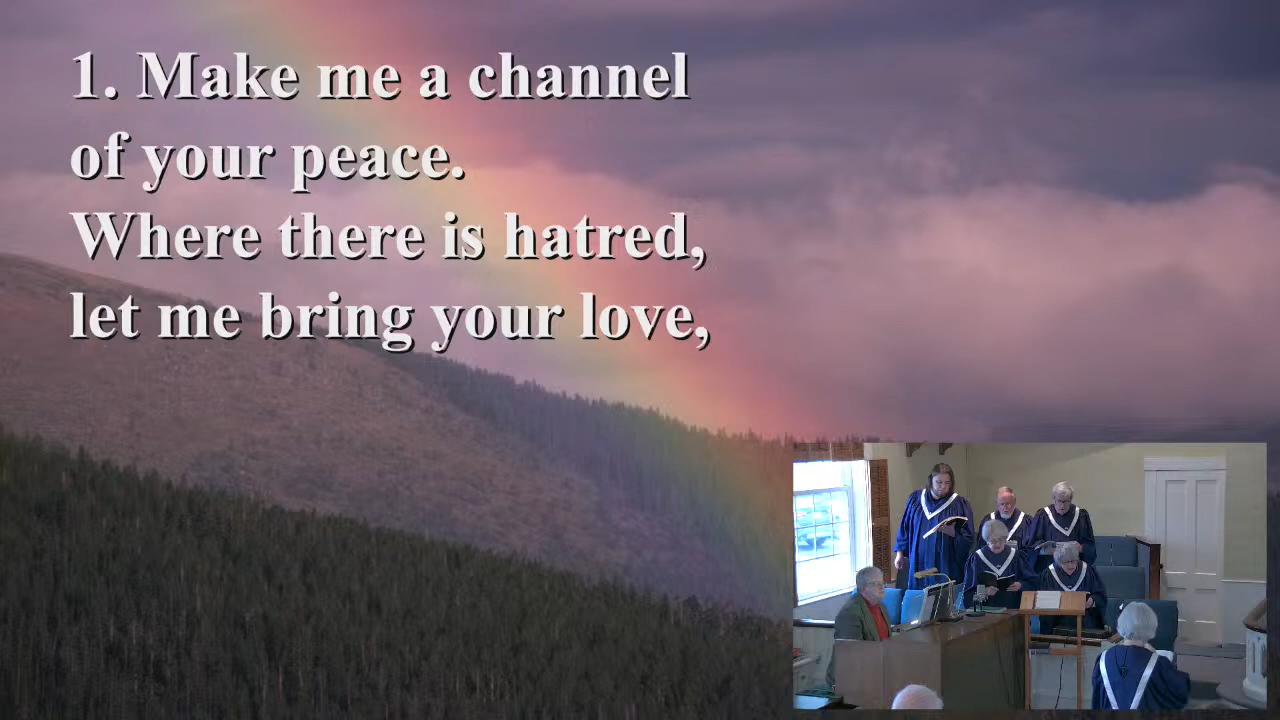 1. Make me a channel
of your peace.
Where there is hatred,
let me bring your love,